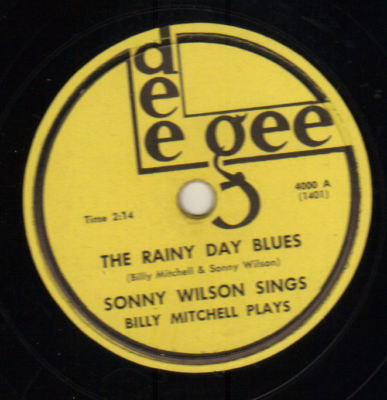 dee gee
4000 A
(1401)
Time 2:14
THE RAINY DAY BLUES
(Billy Mitchell & Sonny Wilson)
SONNY WILSON SINGS
BILLY MITCHELL PLAYS